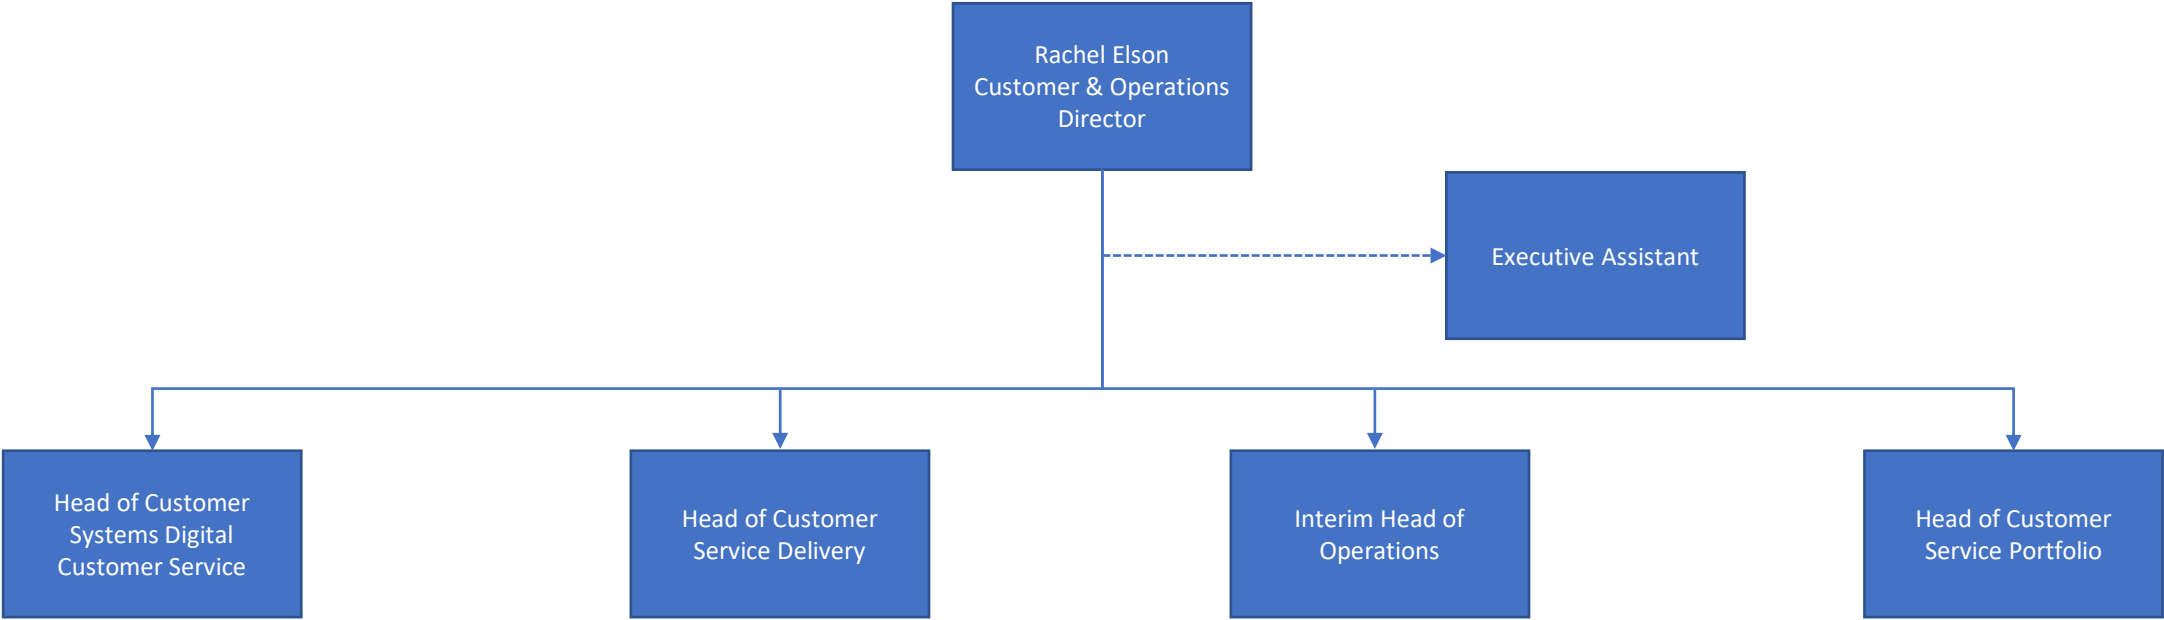 Rachel Elson
Customer & Operations
Director
Executive Assistant
Head of Customer
Systems Digital
Customer Service
Head of Customer
Service Delivery
Interim Head of
Operations
Head of Customer
Service Portfolio